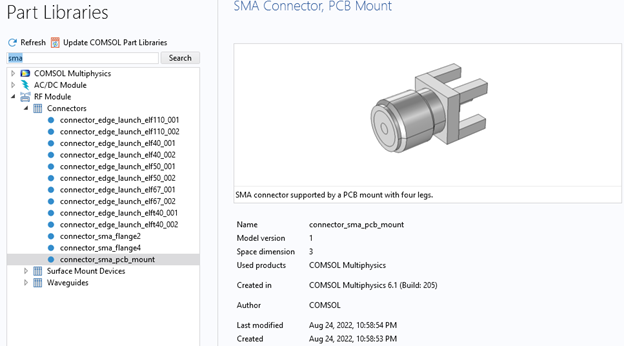 Part Libraries
Refresh Update COMSOL Part Libraries
sma Search
COMSOL Multiphysics
AC/DC Module
RF Module
Connectors
connector_edge_launch_elf110_001
connector_edge_launch_elf110_002
connector_edge_launch_elf40_001
connector_edge_launch_elf40_002
connector_edge_launch_elf50_001
connector_edge_launch_elf50_002
connector_edge_launch_elf67_001
connector_edge_launch_elf67_002
connector_edge_launch_elft40_001
connector_edge_launch_elft40_002
connector_sma_flange2
connector_sma_flange4
connector_sma_pcb_mount
Surface Mount Devices
Waveguides
SMA Connector, PCB Mount
SMA connector supported by a PCB mount with four legs.
Name connector_sma_pcb_mount
Model version 1
Space dimension 3
Used products COMSOL Multiphysics
Created in COMSOL Multiphysics 6.1 (Build: 205)
Author COMSOL
Last modified Aug 24, 2022, 10:58:54 PM
Created Aug 24, 2022, 10:58:53 PM